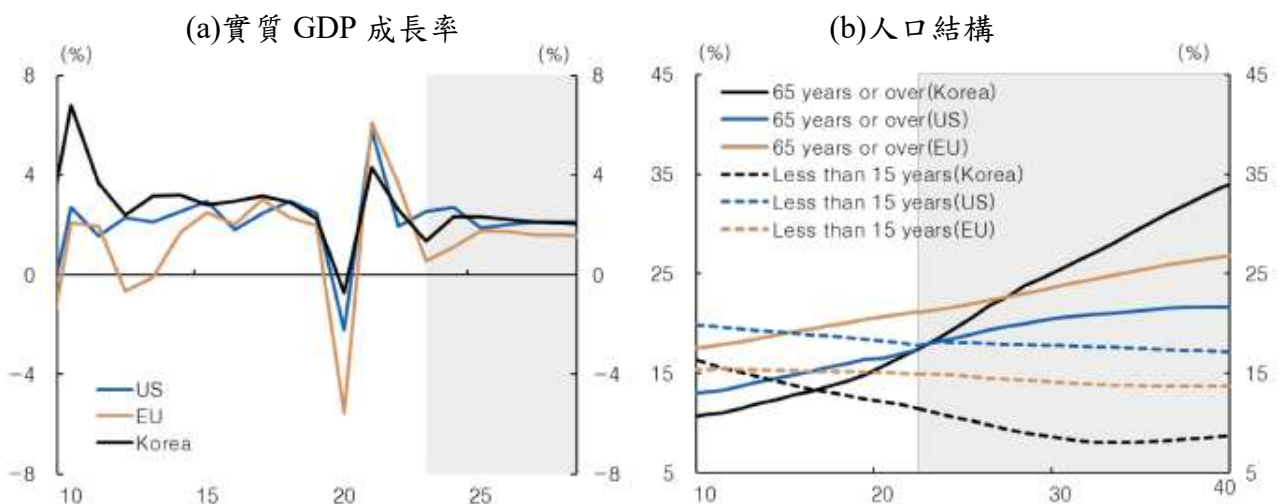 (a)實質 GDP 成長率
(%) (%)
8 8
4 4
0 0
−4 −4
−8 −8
US
EU
Korea
10 15 20 25
(b)人口結構
(%) (%)
45 45
35 35
25 25
15 15
5 5
65 years or over(Korea)
65 years or over(US)
65 years or over(EU)
Less than 15 years(Korea)
Less than 15 years(US)
Less than 15 years(EU)
10 20 30 40